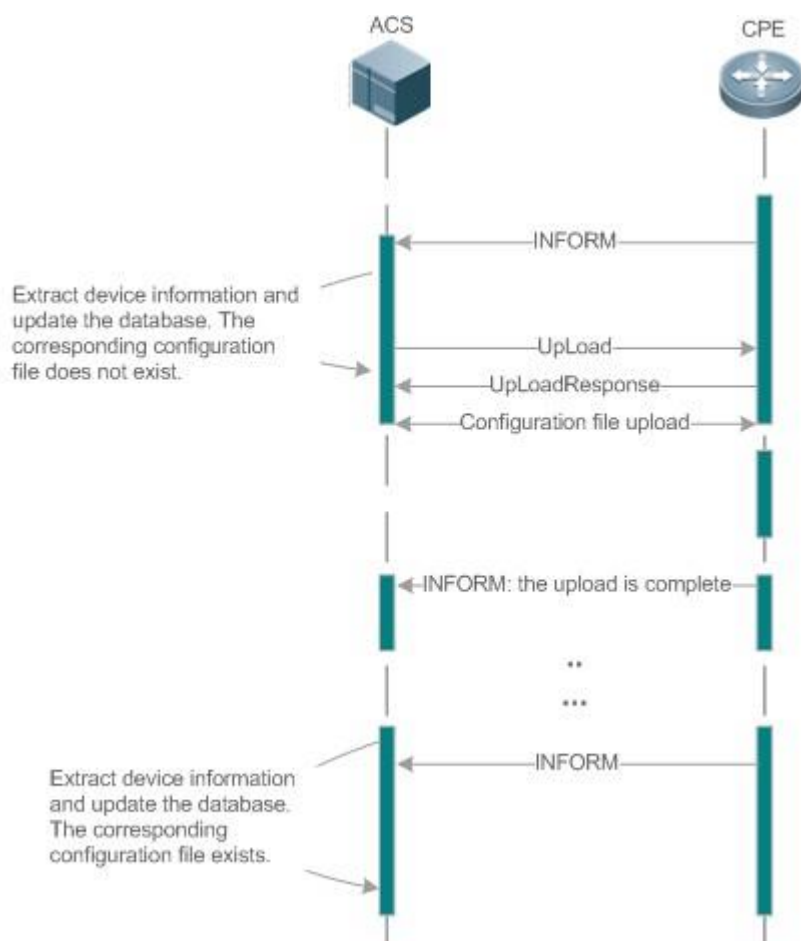 ACS
CPE
INFORM
Extract device information and
update the database. The
corresponding configuration
file does not exist.
UpLoad
UpLoadResponse
Configuration file upload
INFORM: the upload is complete
..
...
INFORM
Extract device information
and update the database.
The corresponding
configuration file exists.